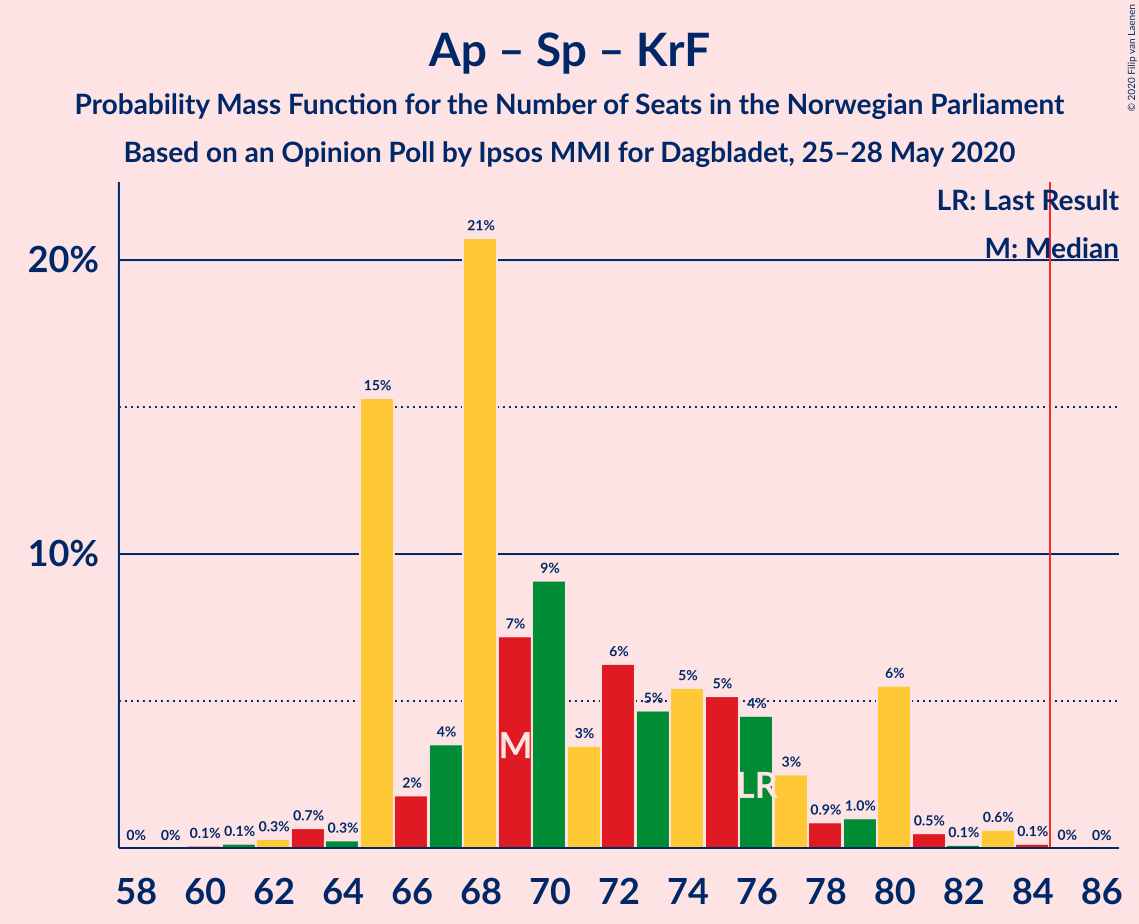 Ap – Sp – KrF
Probability Mass Function for the Number of Seats in the Norwegian Parliament
Based on an Opinion Poll by Ipsos MMI for Dagbladet, 25–28 May 2020
© 2020 Filip van Laenen
LR: Last Result
M: Median
20%
10%
0% 0% 0.1% 0.1% 0.3% 0.7% 0.3% 15% 2% 4% 21% 7% 9% 3% 6% 5% 5% 5% 4% 3% 0.9% 1.0% 6% 0.5% 0.1% 0.6% 0.1% 0% 0%
M
LR
58 60 62 64 66 68 70 72 74 76 78 80 82 84 86